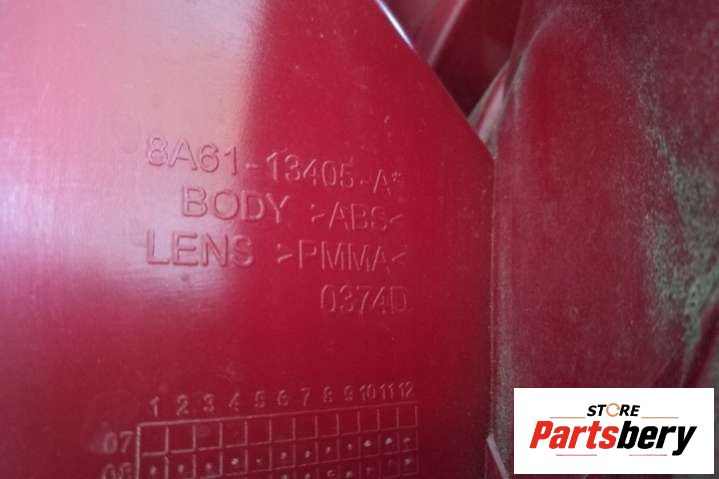 8A61-13405-A*
BODY >ABS<
LENS >PMMA<
0374D
1 2 3 4 5 6 7 8 9 10 11 12
07
08
STORE
Partsbery